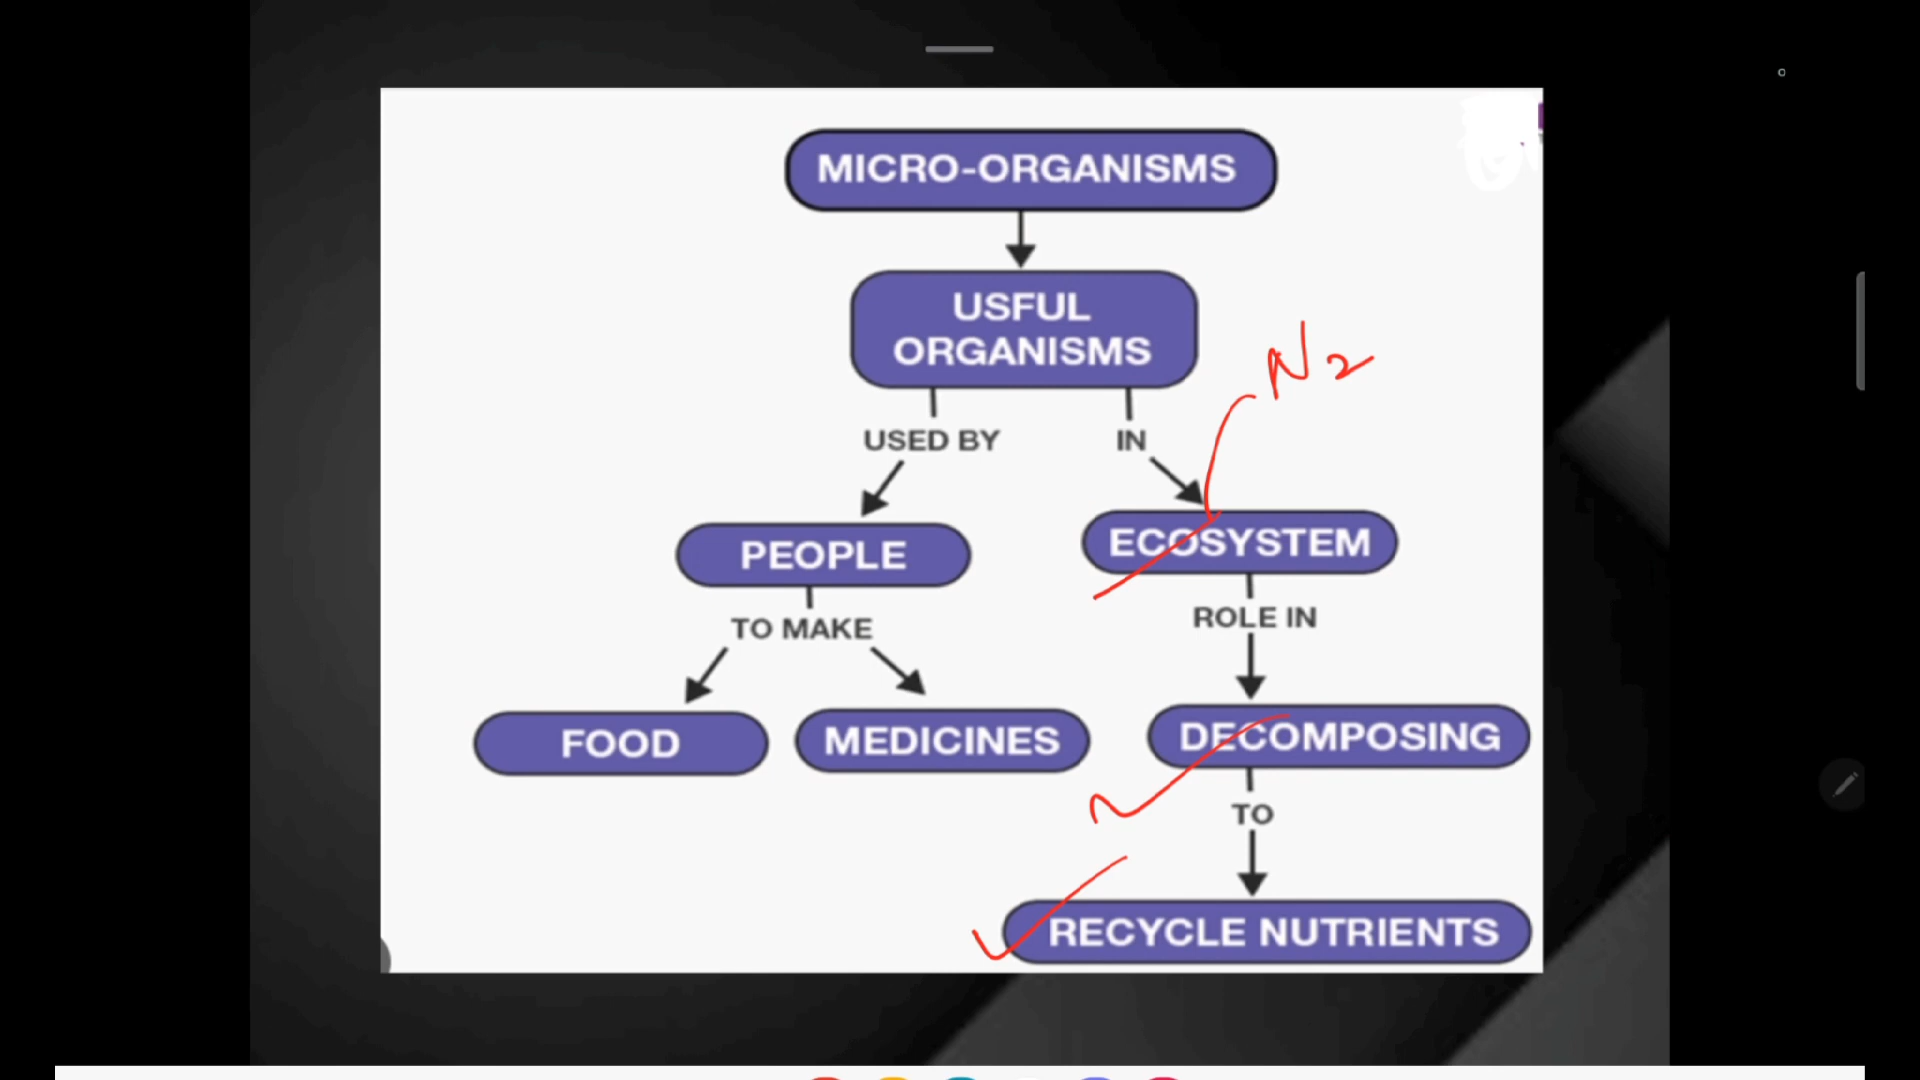 MICRO-ORGANISMS
USFUL
ORGANISMS
N2
USED BY
IN
PEOPLE
ECOSYSTEM
TO MAKE
ROLE IN
FOOD
MEDICINES
DECOMPOSING
TO
RECYCLE NUTRIENTS